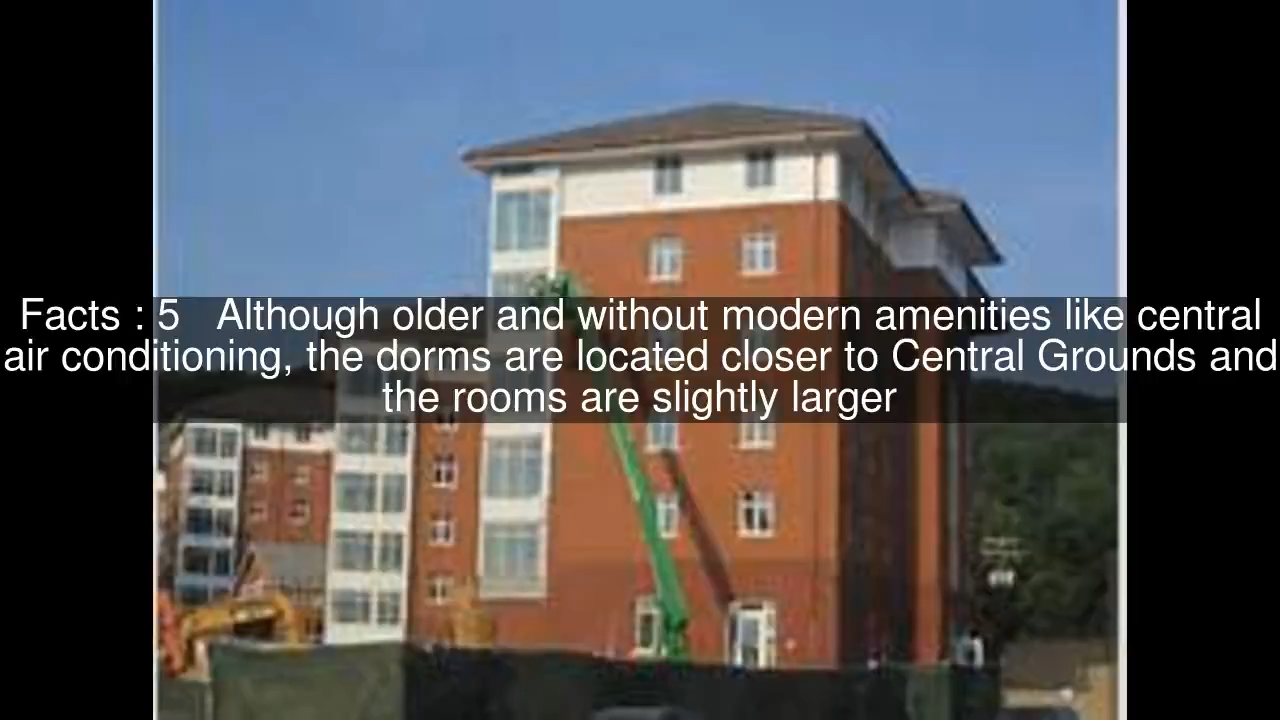 Facts : 5 Although older and without modern amenities like central
air conditioning, the dorms are located closer to Central Grounds and
the rooms are slightly larger